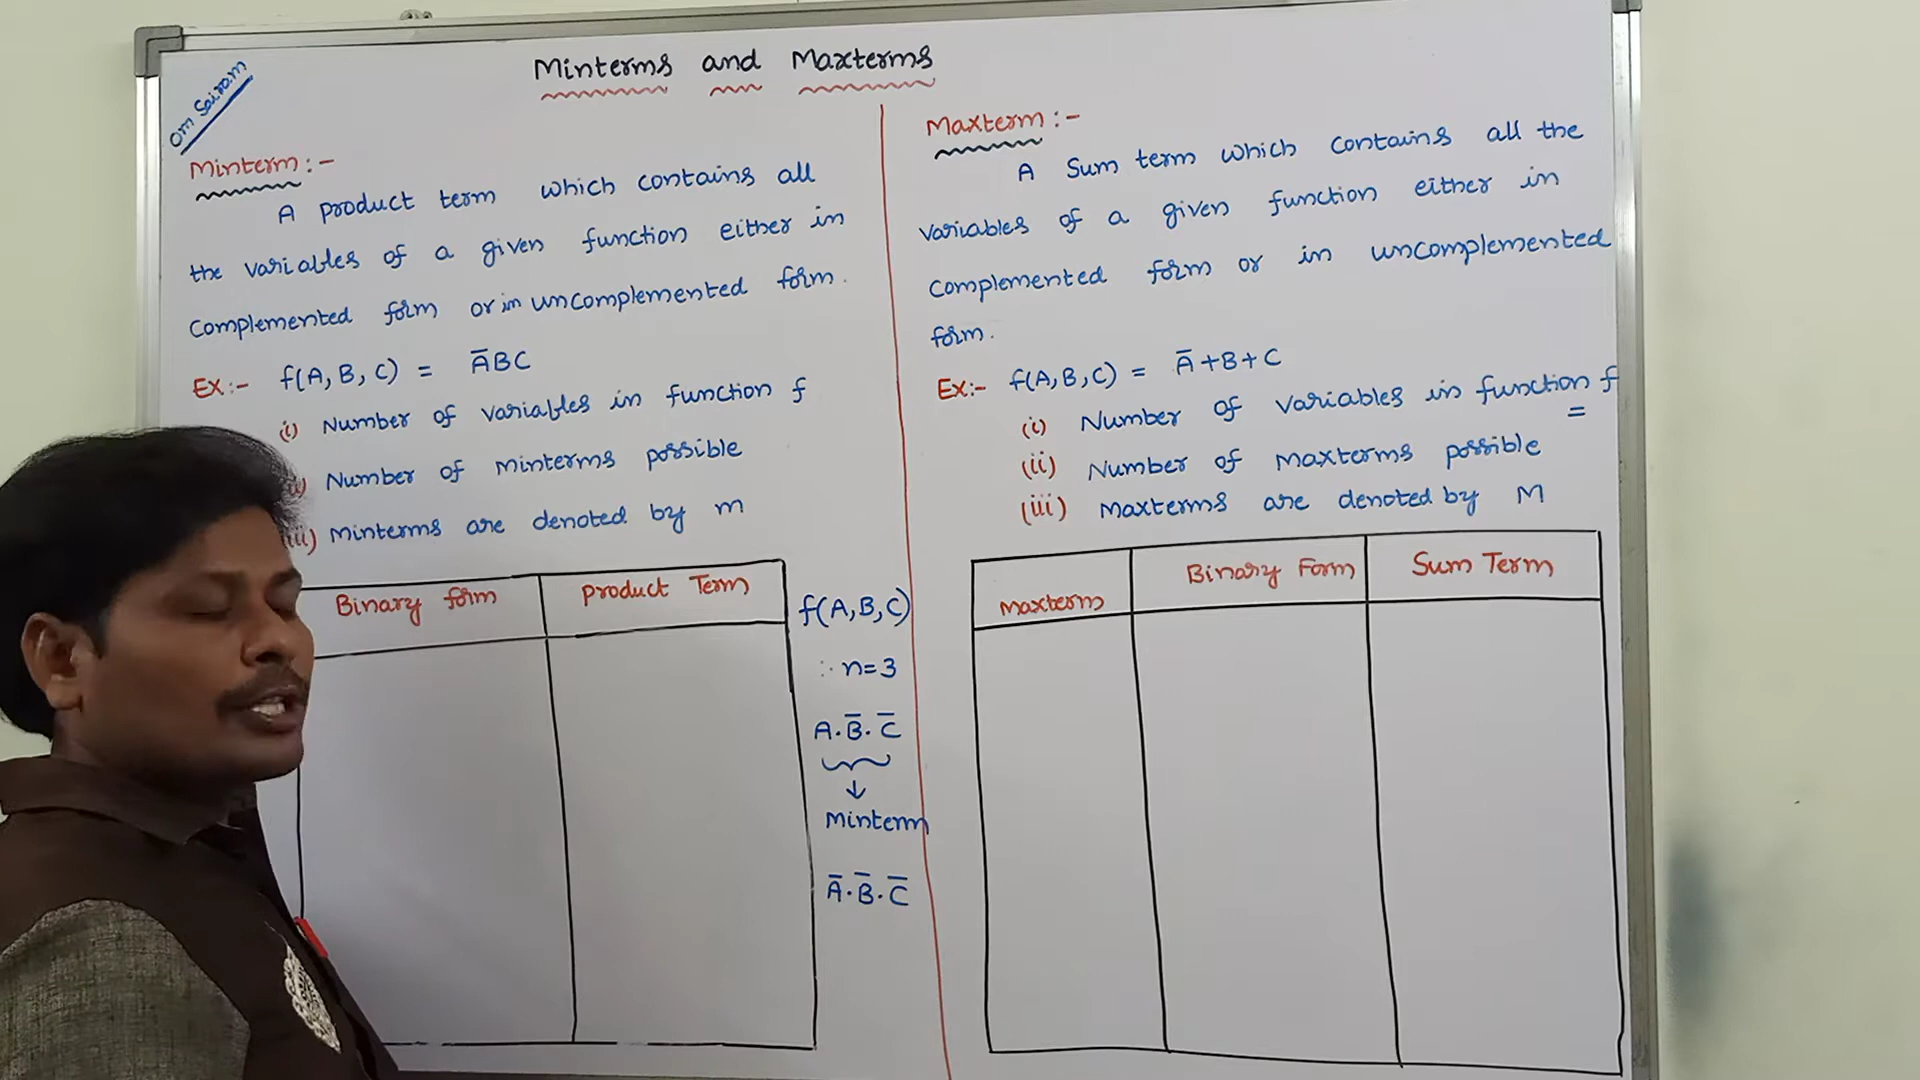 Minterms and Maxterms
Om Sairam
Minterm :-
A product term which contains all
the variables of a given function either in
Complemented form or in uncomplemented form.
Ex:- f(A, B, C) = A̅BC
(i) Number of variables in function f
Number of minterms possible
Minterms are denoted by m
Binary form
Product Term
f(A,B,C)
∴ n=3
A.B̅.C̅
↓
Minterm
A̅.B̅.C̅
Maxterm :-
A Sum term which contains all the
variables of a given function either in
Complemented form or in uncomplemented
form.
Ex:- f(A,B,C) = A̅+B+C
(i) Number of variables in function f
=
(ii) Number of maxterms possible
(iii) Maxterms are denoted by M
Maxterm
Binary Form
Sum Term